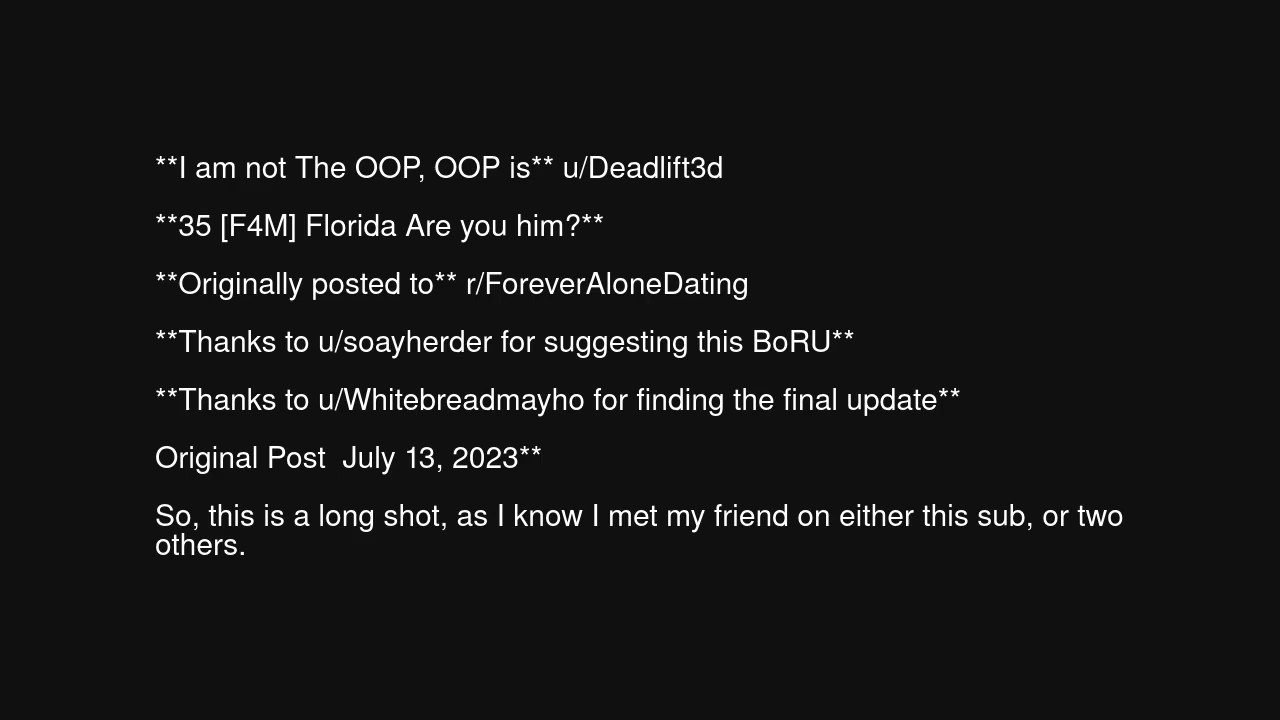 **I am not The OOP, OOP is** u/Deadlift3d
**35 [F4M] Florida Are you him?**
**Originally posted to** r/ForeverAloneDating
**Thanks to u/soayherder for suggesting this BoRU**
**Thanks to u/Whitebreadmayho for finding the final update**
Original Post  July 13, 2023**
So, this is a long shot, as I know I met my friend on either this sub, or two
others.